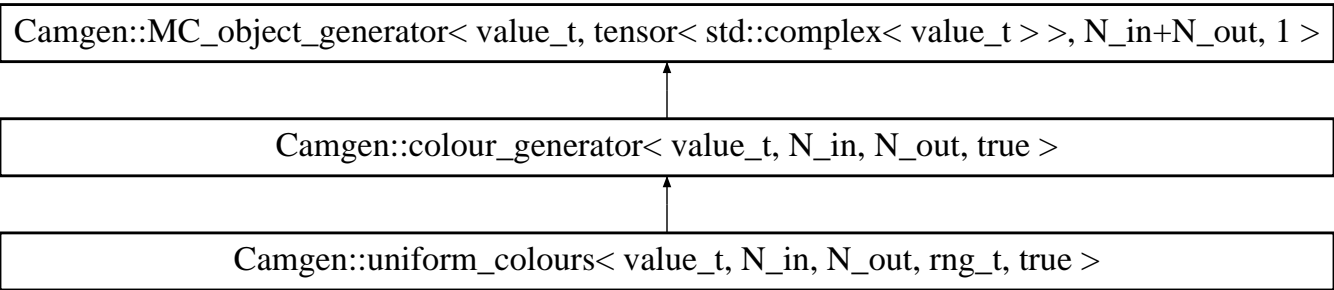 Camgen::MC_object_generator< value_t, tensor< std::complex< value_t > >, N_in+N_out, 1 >
Camgen::colour_generator< value_t, N_in, N_out, true >
Camgen::uniform_colours< value_t, N_in, N_out, rng_t, true >